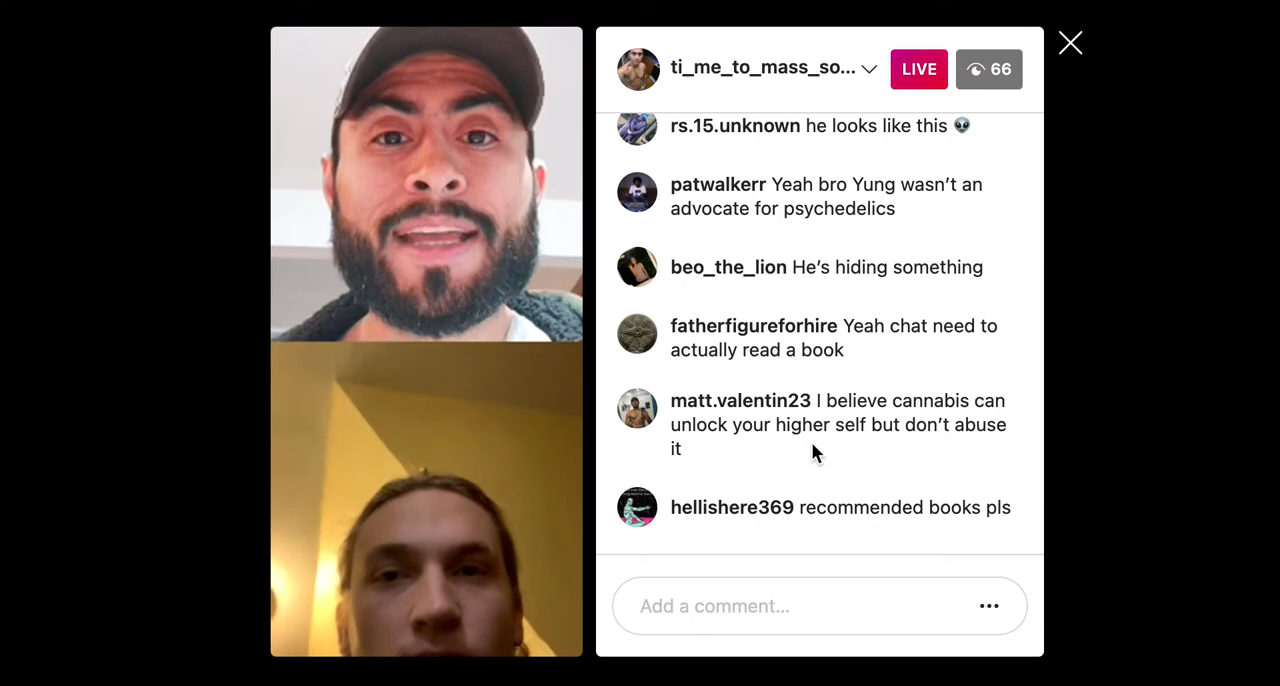 ti_me_to_mass_so...
LIVE
66
rs.15.unknown he looks like this 👽
patwalkerr Yeah bro Yung wasn’t an
advocate for psychedelics
beo_the_lion He’s hiding something
fatherfigureforhire Yeah chat need to
actually read a book
matt.valentin23 I believe cannabis can
unlock your higher self but don’t abuse
it
hellishere369 recommended books pls
Add a comment...